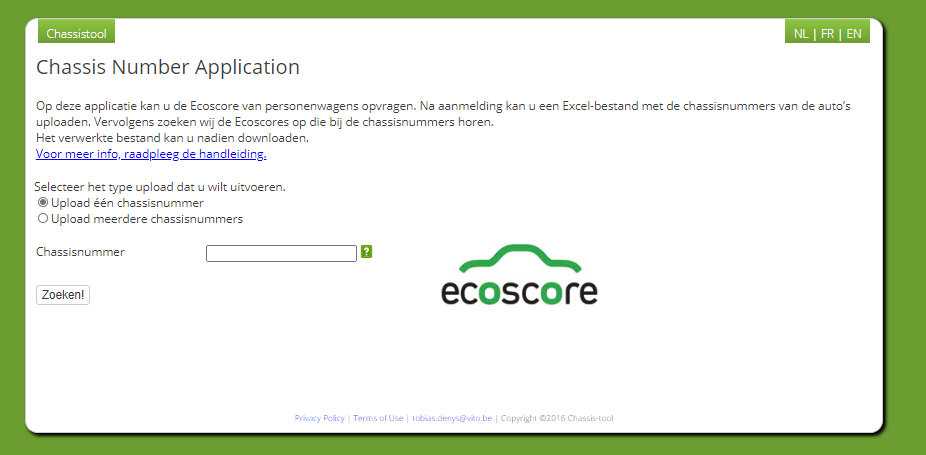 Chassistool
NL | FR | EN
Chassis Number Application
Op deze applicatie kan u de Ecoscore van personenwagens opvragen. Na aanmelding kan u een Excel-bestand met de chassisnummers van de auto's
uploaden. Vervolgens zoeken wij de Ecoscores op die bij de chassisnummers horen.
Het verwerkte bestand kan u nadien downloaden.
Voor meer info, raadpleeg de handleiding.
Selecteer het type upload dat u wilt uitvoeren.
Upload één chassisnummer
Upload meerdere chassisnummers
Chassisnummer
?
ecoscore
Zoeken!
Privacy Policy | Terms of Use | tobias.denys@vito.be | Copyright ©2016 Chassis-tool